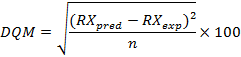 DQM = √((RX_pred − RX_exp)² / n) × 100